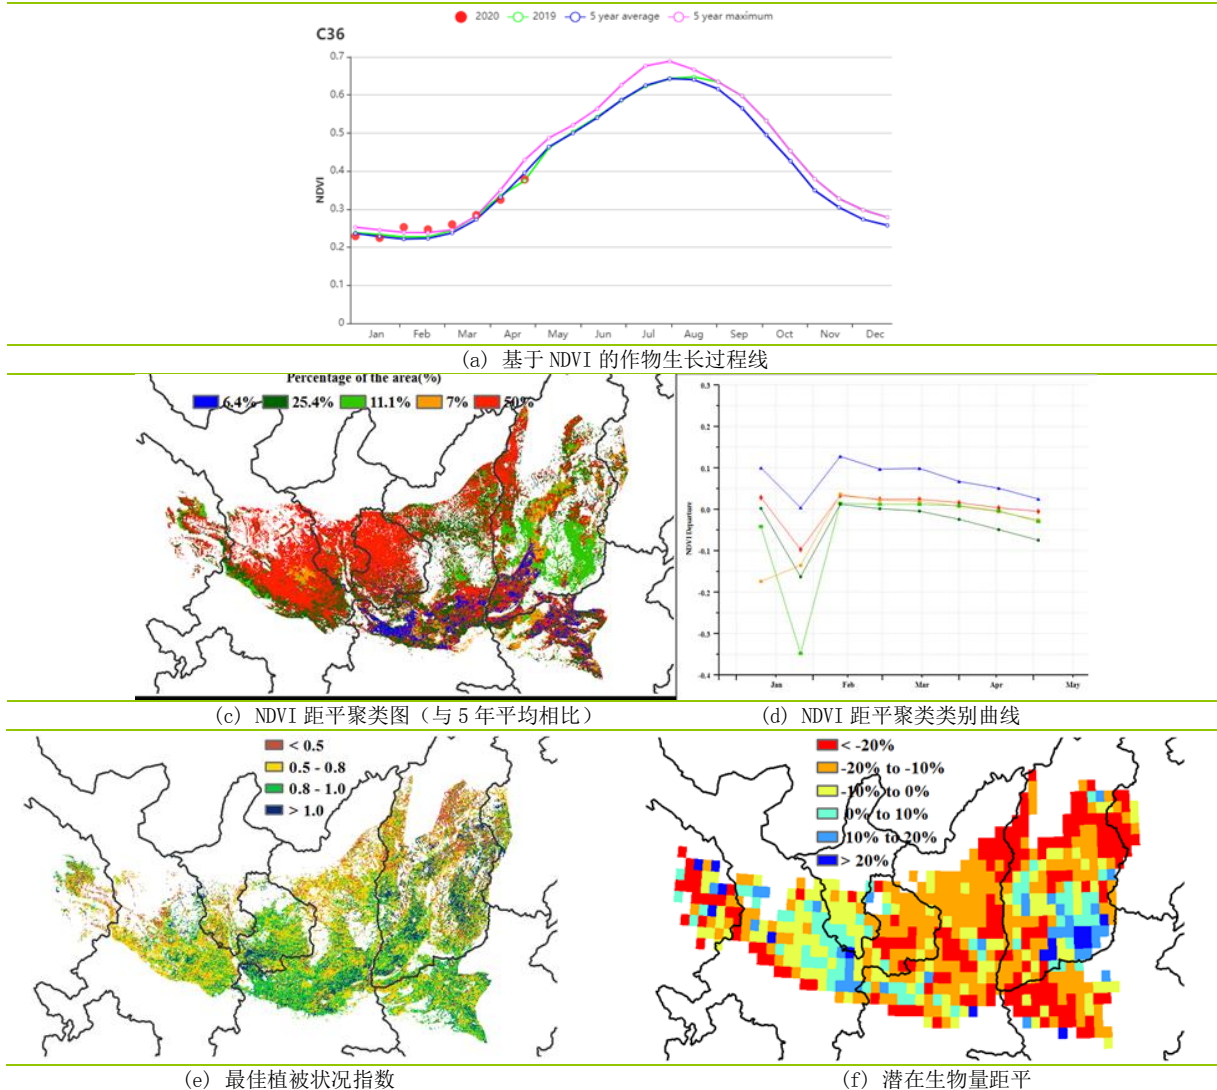 2020 2019 5 year average 5 year maximum
C36
0.7
0.6
0.5
0.4
0.3
0.2
0.1
0
NDVI
Jan Feb Mar Apr May Jun Jul Aug Sep Oct Nov Dec
(a) 基于 NDVI 的作物生长过程线
Percentage of the area(%)
6.4% 25.4% 11.1% 7% 50%
0.3
0.2
0.1
0.0
-0.1
-0.2
-0.3
-0.4
NDVI Departure
Jan Feb Mar Apr May
(c) NDVI 距平聚类图（与 5 年平均相比）
(d) NDVI 距平聚类类别曲线
< 0.5
0.5 - 0.8
0.8 - 1.0
> 1.0
< -20%
-20% to -10%
-10% to 0%
0% to 10%
10% to 20%
> 20%
(e) 最佳植被状况指数
(f) 潜在生物量距平